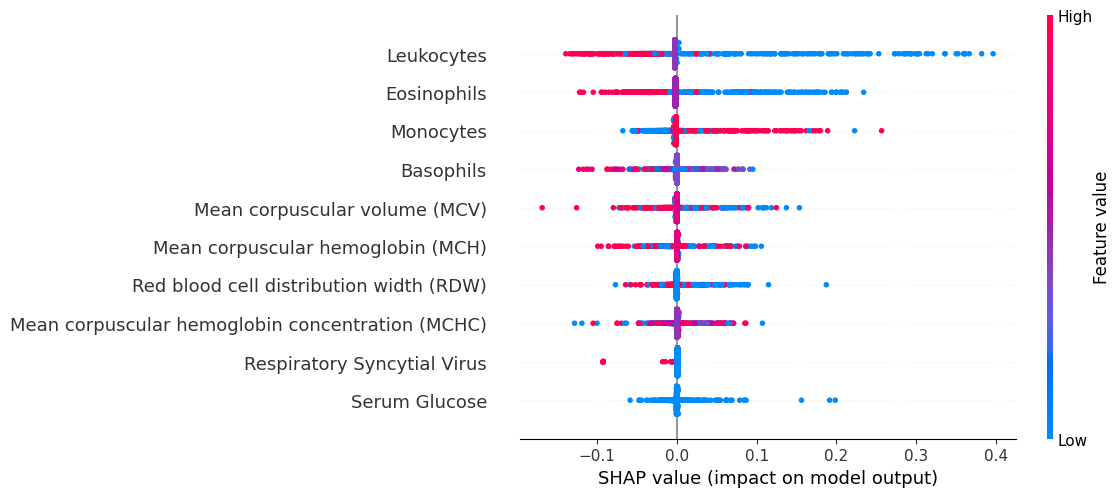 High
Leukocytes
Eosinophils
Monocytes
Basophils
Mean corpuscular volume (MCV)
Mean corpuscular hemoglobin (MCH)
Red blood cell distribution width (RDW)
Mean corpuscular hemoglobin concentration (MCHC)
Respiratory Syncytial Virus
Serum Glucose
Feature value
Low
−0.1 0.0 0.1 0.2 0.3 0.4
SHAP value (impact on model output)